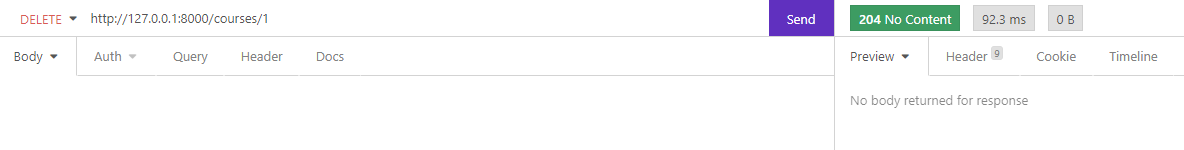 DELETE http://127.0.0.1:8000/courses/1 Send 204 No Content 92.3 ms 0 B
Body Auth Query Header Docs Preview Header 9 Cookie Timeline
No body returned for response